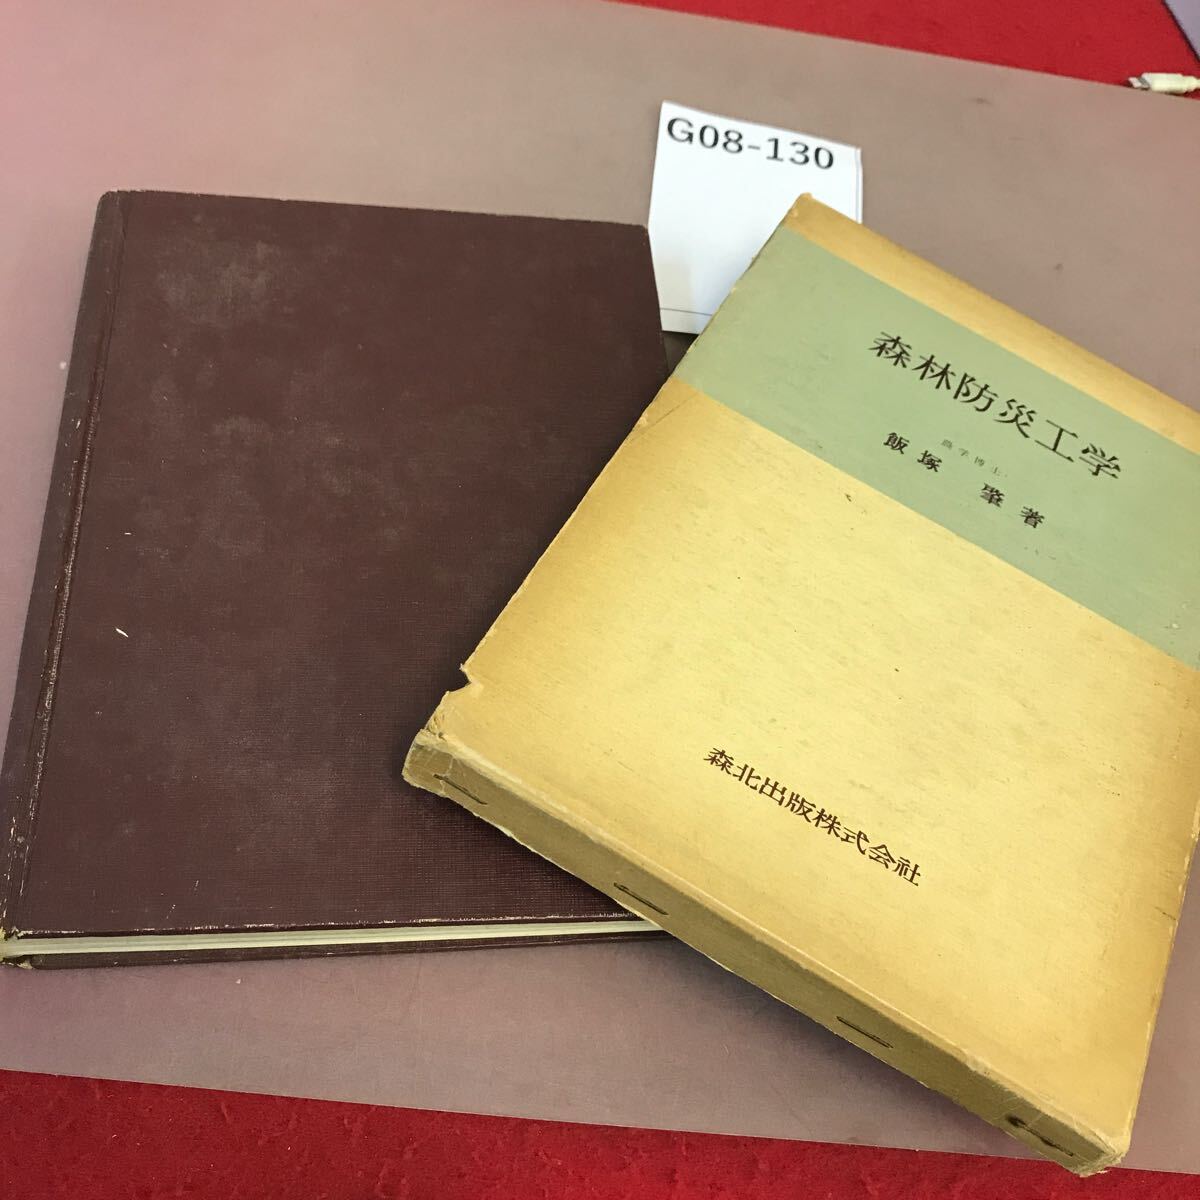 G08-130
森林防災工学
農学博士
飯塚 肇 著
森北出版株式会社